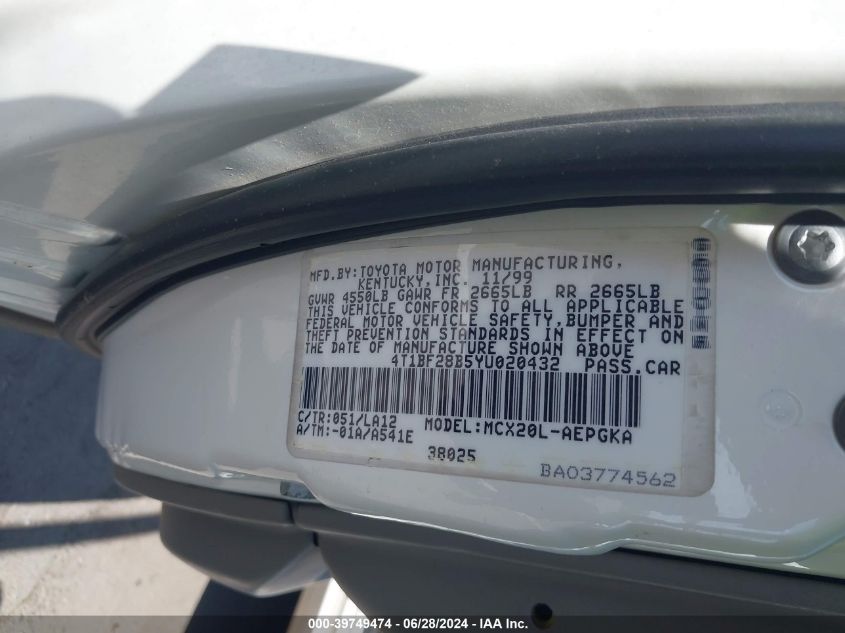 MFD.BY:TOYOTA MOTOR MANUFACTURING,
KENTUCKY, INC. 11/99
GVWR 4550LB GAWR FR 2665LB RR 2665LB
THIS VEHICLE CONFORMS TO ALL APPLICABLE
FEDERAL MOTOR VEHICLE SAFETY, BUMPER AND
THEFT PREVENTION STANDARDS IN EFFECT ON
THE DATE OF MANUFACTURE SHOWN ABOVE
4T1BF28B5YU020432 PASS.CAR
C/TR:051/LA12 MODEL:MCX20L-AEPGKA
A/TM:-01A/A541E
38025
BA03774562
000-39749474 / 06/28/2024 / IAAI.COM